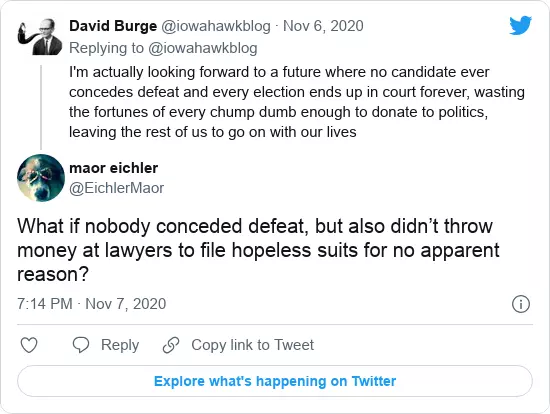 David Burge @iowahawkblog · Nov 6, 2020
Replying to @iowahawkblog
I'm actually looking forward to a future where no candidate ever
concedes defeat and every election ends up in court forever, wasting
the fortunes of every chump dumb enough to donate to politics,
leaving the rest of us to go on with our lives
maor eichler
@EichlerMaor
What if nobody conceded defeat, but also didn’t throw
money at lawyers to file hopeless suits for no apparent
reason?
7:14 PM · Nov 7, 2020
Reply Copy link to Tweet
Explore what's happening on Twitter